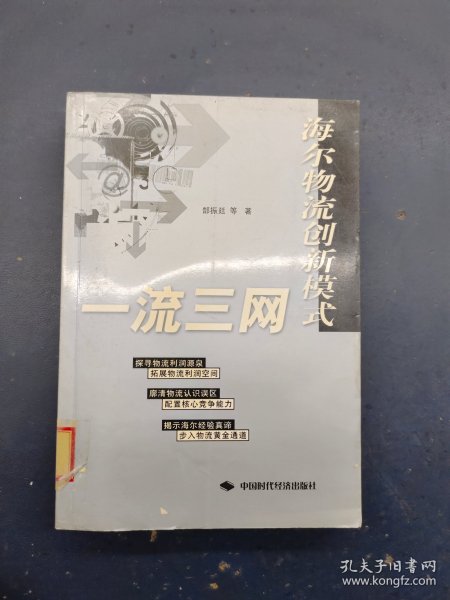 海尔物流创新模式
郜振廷 等 著
一流三网
探寻物流利润源泉
拓展物流利润空间
廓清物流认识误区
配置核心竞争能力
揭示海尔经验真谛
步入物流黄金通道
中国时代经济出版社
孔夫子旧书网
www.kongfz.com